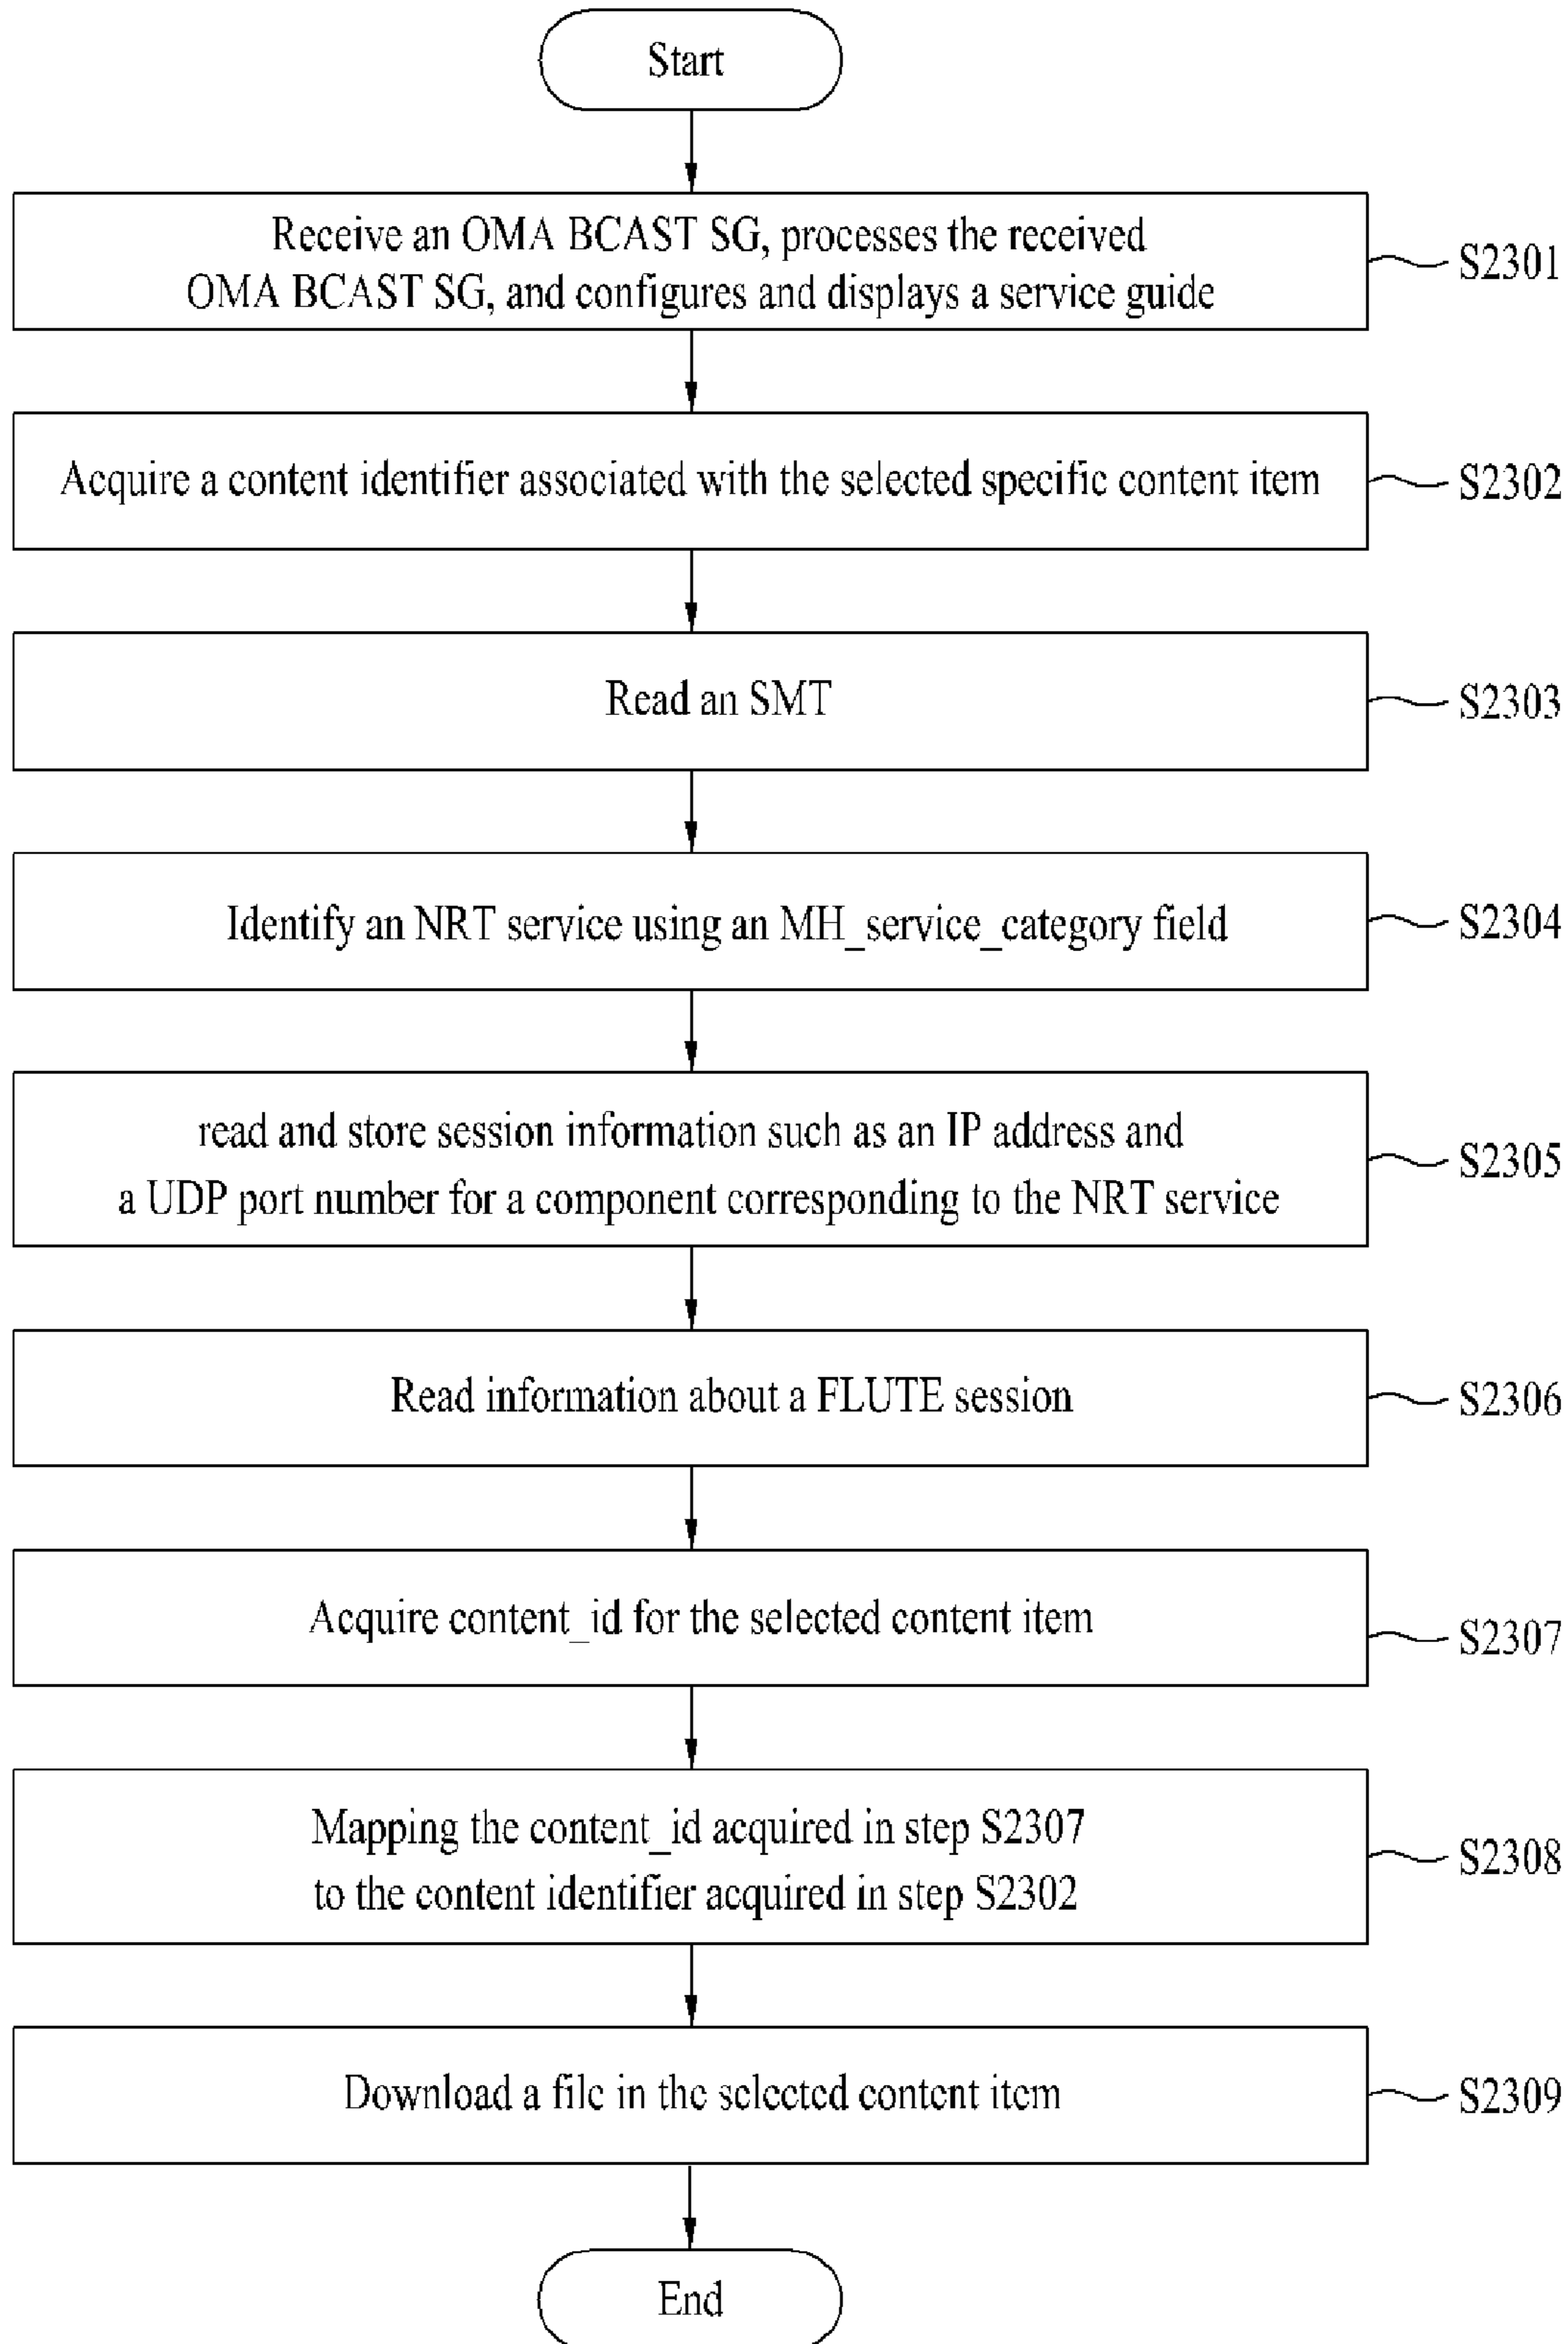 Start
Receive an OMA BCAST SG, processes the received
OMA BCAST SG, and configures and displays a service guide
S2301
Acquire a content identifier associated with the selected specific content item
S2302
Read an SMT
S2303
Identify an NRT service using an MH_service_category field
S2304
read and store session information such as an IP address and
a UDP port number for a component corresponding to the NRT service
S2305
Read information about a FLUTE session
S2306
Acquire content_id for the selected content item
S2307
Mapping the content_id acquired in step S2307
to the content identifier acquired in step S2302
S2308
Download a file in the selected content item
S2309
End